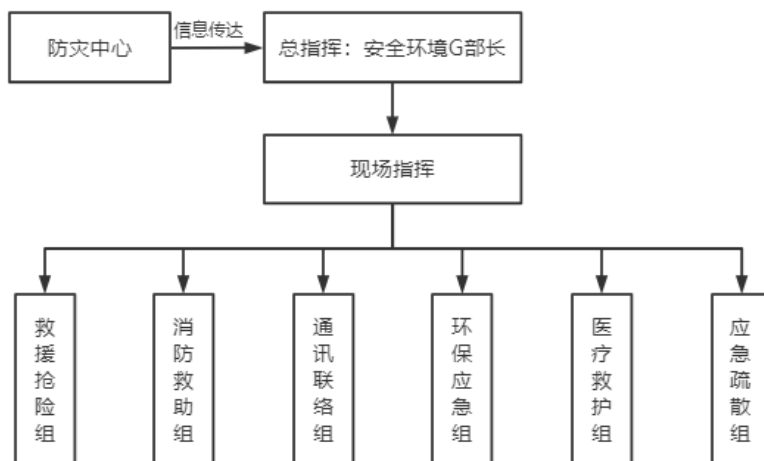 防灾中心
信息传达
总指挥：安全环境G部长
现场指挥
救援抢险组
消防救助组
通讯联络组
环保应急组
医疗救护组
应急疏散组